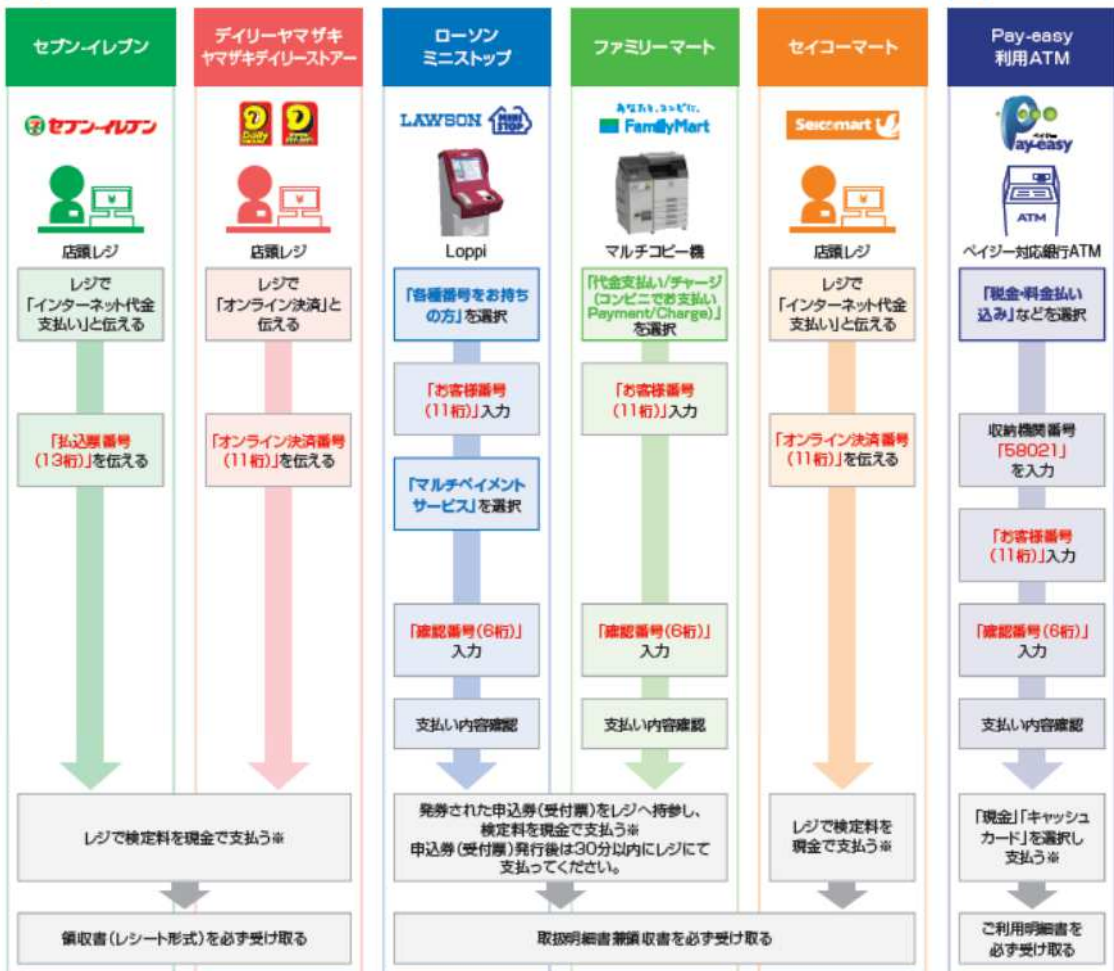 セブン-イレブン
デイリーヤマザキ
ヤマザキデイリーストアー
ローソン
ミニストップ
ファミリーマート
セイコーマート
Pay-easy
利用ATM
セブン-イレブン
Daily
LAWSON
MINI
STOP
あなたと、コンビに、
FamilyMart
Seicomart
ペイジー
Pay-easy
¥
¥
¥
ATM
店頭レジ
店頭レジ
Loppi
マルチコピー機
店頭レジ
ペイジー対応銀行ATM
レジで
「インターネット代金
支払い」と伝える
レジで
「オンライン決済」と
伝える
「各種番号をお持ち
の方」を選択
「代金支払い/チャージ
(コンビニでお支払い
Payment/Charge)」
を選択
レジで
「インターネット代金
支払い」と伝える
「税金・料金払い
込み」などを選択
「お客様番号
(11桁)」入力
「お客様番号
(11桁)」入力
「払込票番号
(13桁)」を伝える
「オンライン決済番号
(11桁)」を伝える
「オンライン決済番号
(11桁)」を伝える
収納機関番号
「58021」
を入力
「マルチペイメント
サービス」を選択
「お客様番号
(11桁)」入力
「確認番号(6桁)」
入力
「確認番号(6桁)」
入力
「確認番号(6桁)」
入力
支払い内容確認
支払い内容確認
支払い内容確認
レジで検定料を現金で支払う※
発券された申込券(受付票)をレジへ持参し、
検定料を現金で支払う※
申込券(受付票)発行後は30分以内にレジにて
支払ってください。
レジで検定料を
現金で支払う※
「現金」「キャッシュ
カード」を選択し
支払う※
領収書(レシート形式)を必ず受け取る
取扱明細書兼領収書を必ず受け取る
ご利用明細書を
必ず受け取る